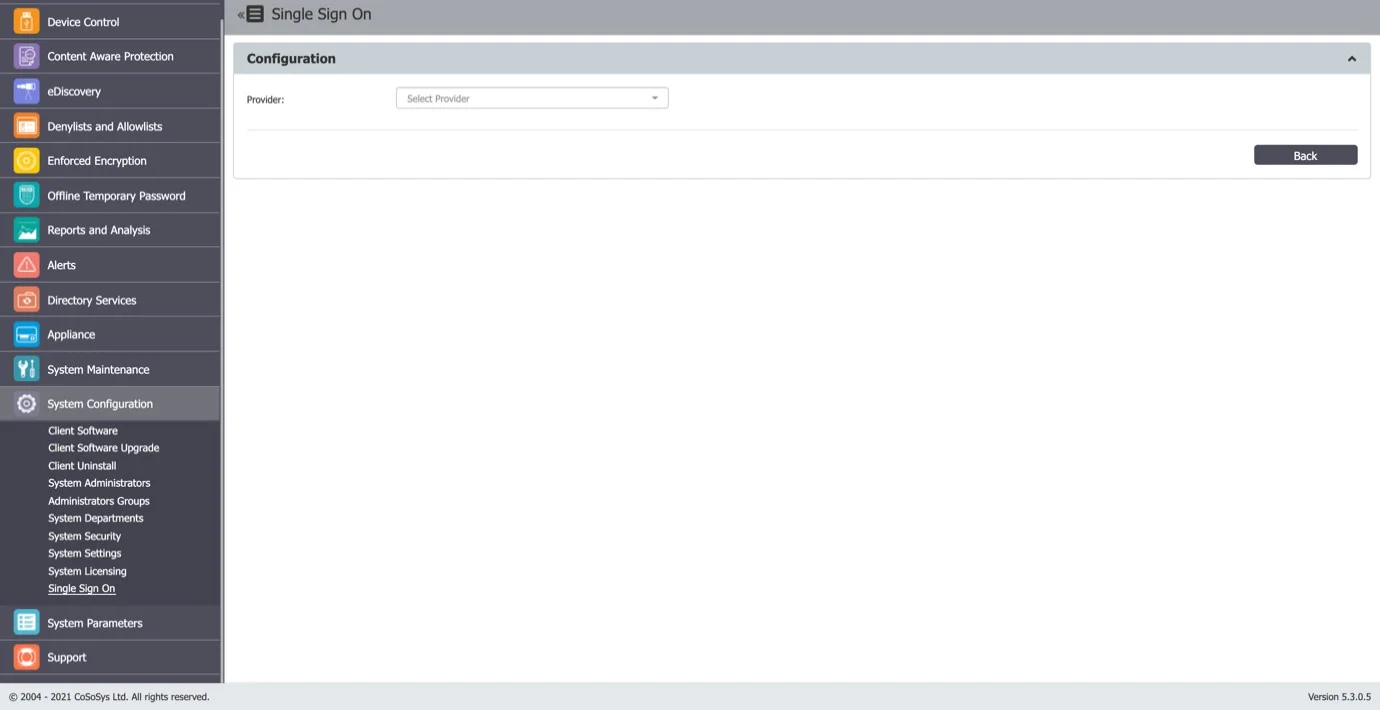 Device Control
Content Aware Protection
eDiscovery
Denylists and Allowlists
Enforced Encryption
Offline Temporary Password
Reports and Analysis
Alerts
Directory Services
Appliance
System Maintenance
System Configuration
Client Software
Client Software Upgrade
Client Uninstall
System Administrators
Administrators Groups
System Departments
System Security
System Settings
System Licensing
Single Sign On
System Parameters
Support
Single Sign On
Configuration
Provider: Select Provider
Back
© 2004 - 2021 CoSoSys Ltd. All rights reserved.
Version 5.3.0.5